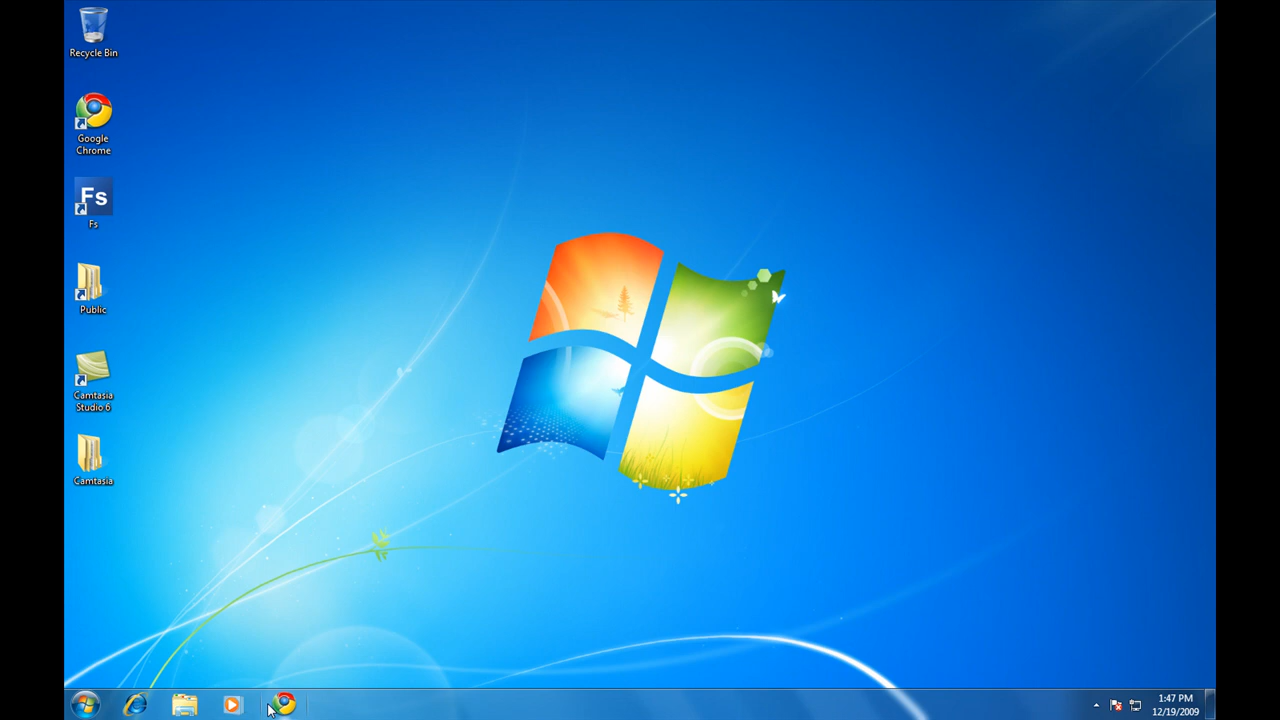 Recycle Bin
Google
Chrome
Fs
Fs
Public
Camtasia
Studio 6
Camtasia
1:47 PM
12/19/2009